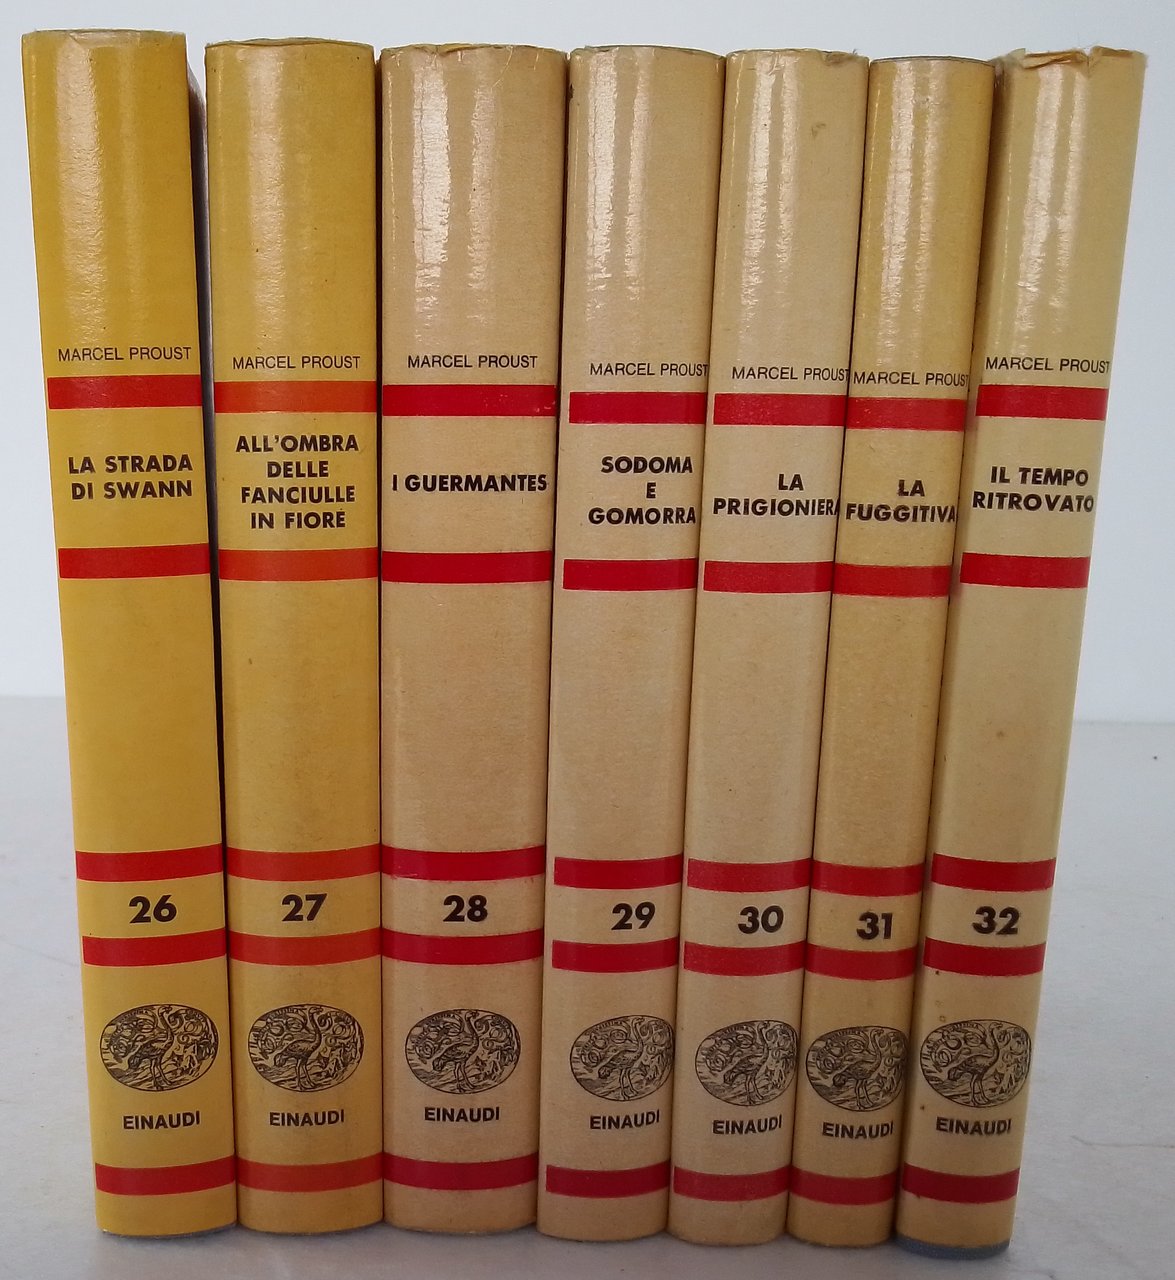 MARCEL PROUST
LA STRADA
DI SWANN
26
EINAUDI
MARCEL PROUST
ALL'OMBRA
DELLE
FANCIULLE
IN FIORE
27
EINAUDI
MARCEL PROUST
I GUERMANTES
28
EINAUDI
MARCEL PROUST
SODOMA
E
GOMORRA
29
EINAUDI
MARCEL PROUST
LA
PRIGIONIERA
30
EINAUDI
MARCEL PROUST
LA
FUGGITIVA
31
EINAUDI
MARCEL PROUST
IL TEMPO
RITROVATO
32
EINAUDI